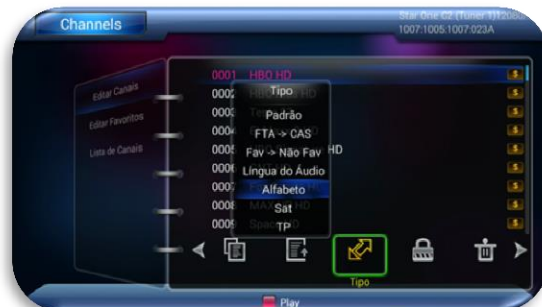 Channels
Star One C2 (Tuner 1)
1007:1005:1007:023A
Editar Canais
Editar Favoritos
Lista de Canais
0001 HBO HD
0002
0003
0004
0005 HD
0006
0007
0008
0009
Tipo
Padrão
FTA -> CAS
Fav -> Não Fav
Língua do Áudio
Alfabeto
Sat
TP
$
$
$
$
$
$
$
$
$
Tipo
Play